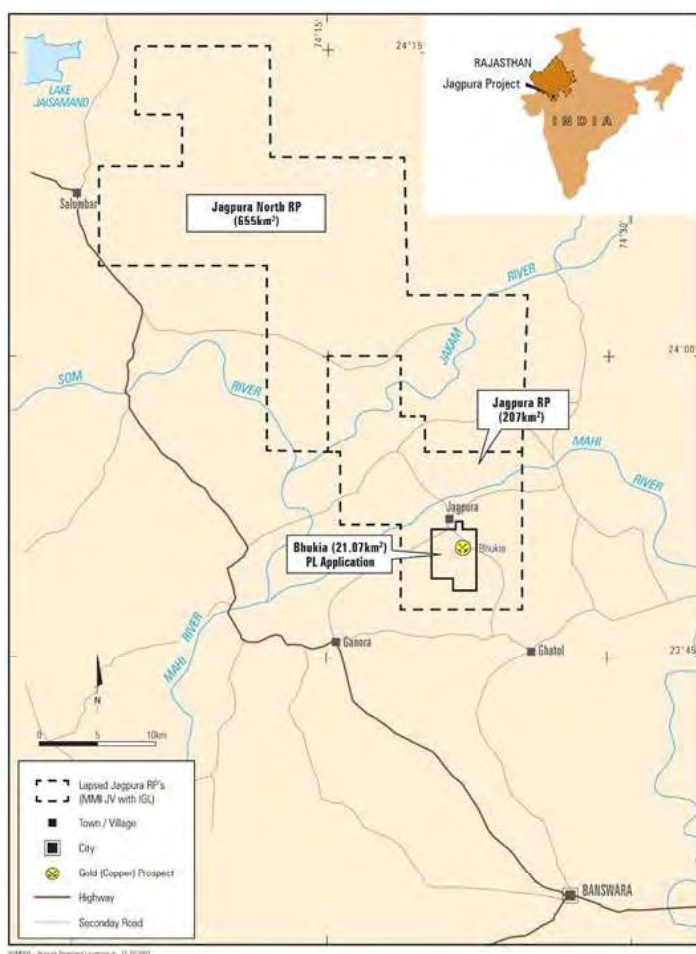 74°15'
24°15'
LAKE
JAISAMAND
RAJASTHAN
Jagpura Project
INDIA
Salumbar
Jagpura North RP
(655km²)
74°30'
RIVER
JAKAM
24°00'
SOM
RIVER
Jagpura RP
(207km²)
MAHI
RIVER
Jagpura
Bhukia (21.07km²)
PL Application
Bhukia
MAHI
RIVER
Ganora
Ghatol
23°45'
N
0 5 10km
Lapsed Jagpura RP's
(MMI JV with IGL)
Town / Village
City
Gold (Copper) Prospect
Highway
Seconday Road
BANSWARA